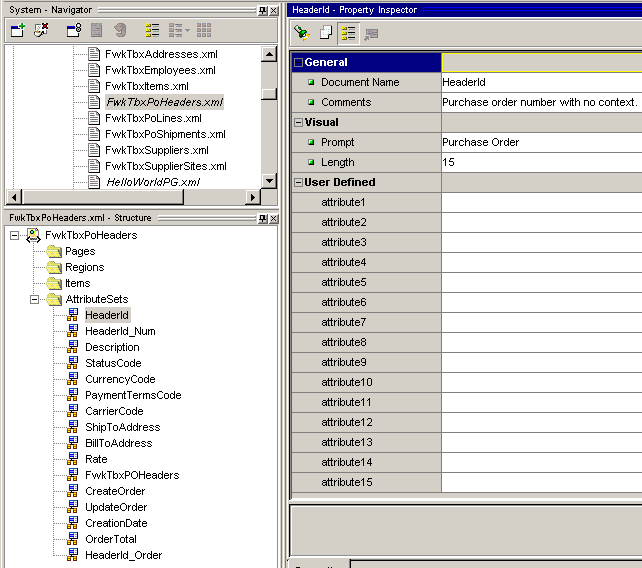 System - Navigator
FwkTbxAddresses.xml
FwkTbxEmployees.xml
FwkTbxItems.xml
FwkTbxPoHeaders.xml
FwkTbxPoLines.xml
FwkTbxPoShipments.xml
FwkTbxSuppliers.xml
FwkTbxSupplierSites.xml
HelloWorldPG.xml
FwkTbxPoHeaders.xml - Structure
FwkTbxPoHeaders
Pages
Regions
Items
AttributeSets
HeaderId
HeaderId_Num
Description
StatusCode
CurrencyCode
PaymentTermsCode
CarrierCode
ShipToAddress
BillToAddress
Rate
FwkTbxPOHeaders
CreateOrder
UpdateOrder
CreationDate
OrderTotal
HeaderId_Order
HeaderId - Property Inspector
General
Document Name HeaderId
Comments Purchase order number with no context.
Visual
Prompt Purchase Order
Length 15
User Defined
attribute1
attribute2
attribute3
attribute4
attribute5
attribute6
attribute7
attribute8
attribute9
attribute10
attribute11
attribute12
attribute13
attribute14
attribute15